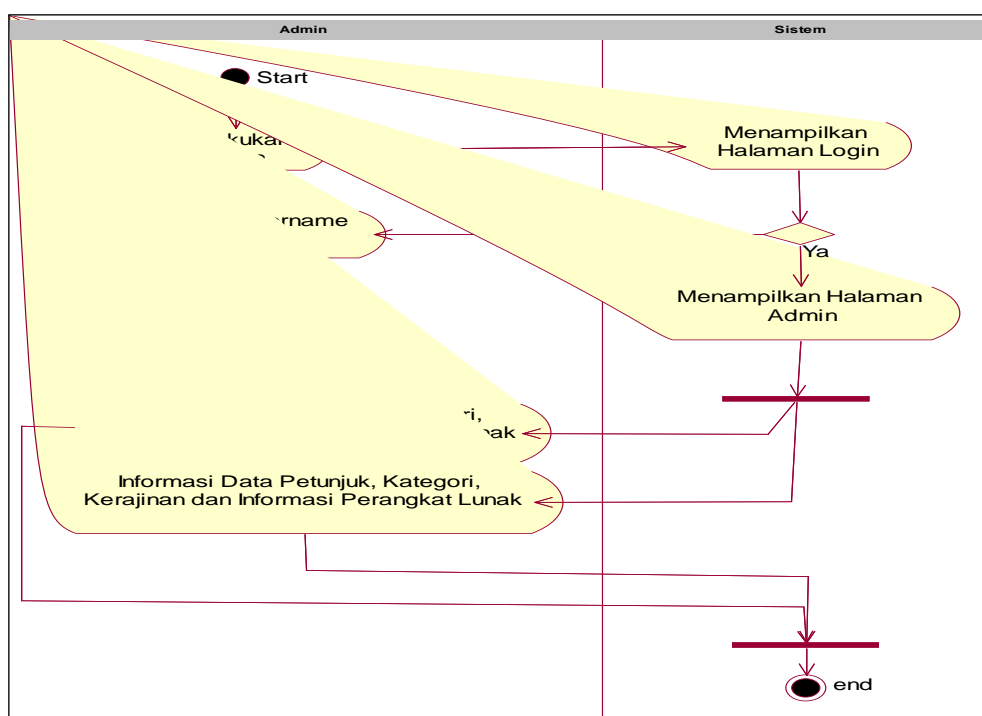 Admin
Sistem
Start
Menampilkan
Halaman Login
Ya
Menampilkan Halaman
Admin
Informasi Data Petunjuk, Kategori,
Kerajinan dan Informasi Perangkat Lunak
end